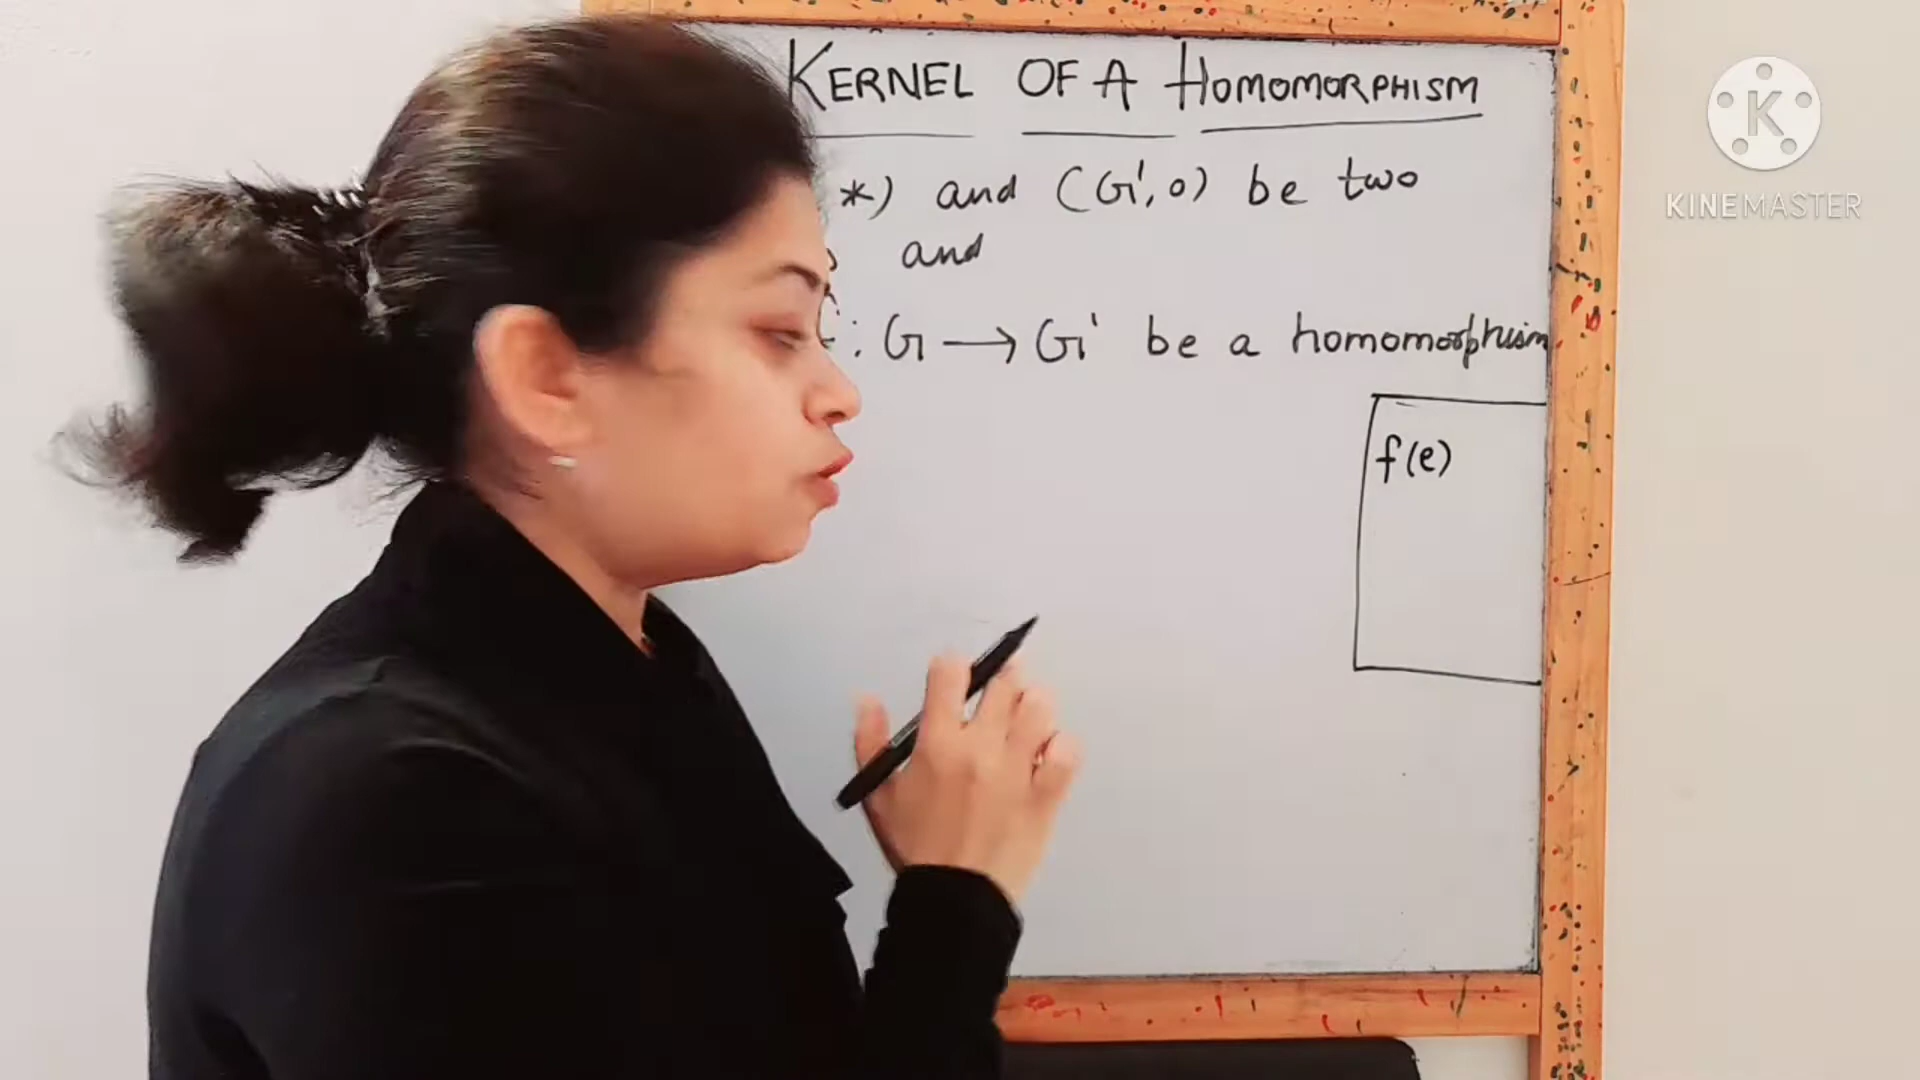 KERNEL OF A HOMOMORPHISM
*) and (G', o) be two
and
: G → G' be a homomorphism
f(e)
K
KINEMASTER